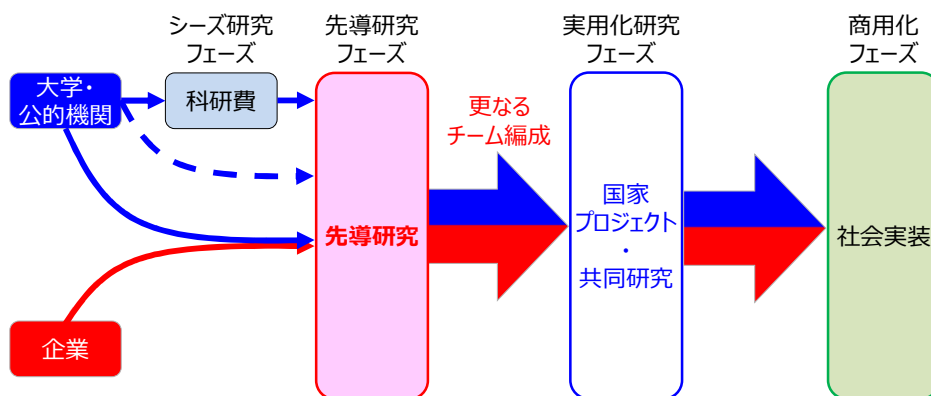 シーズ研究
フェーズ
先導研究
フェーズ
実用化研究
フェーズ
商用化
フェーズ
大学・
公的機関
科研費
更なる
チーム編成
先導研究
国家
プロジェクト
・
共同研究
社会実装
企業